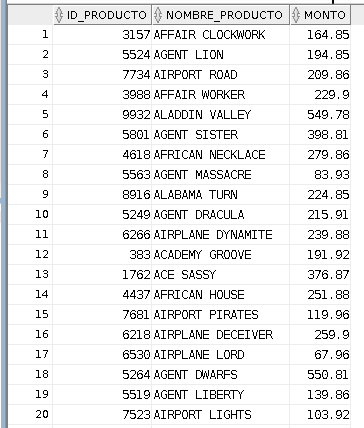 ID_PRODUCTO NOMBRE_PRODUCTO MONTO
1 3157 AFFAIR CLOCKWORK 164.85
2 5524 AGENT LION 194.85
3 7734 AIRPORT ROAD 209.86
4 3988 AFFAIR WORKER 229.9
5 9932 ALADDIN VALLEY 549.78
6 5801 AGENT SISTER 398.81
7 4618 AFRICAN NECKLACE 279.86
8 5563 AGENT MASSACRE 83.93
9 8916 ALABAMA TURN 224.85
10 5249 AGENT DRACULA 215.91
11 6266 AIRPLANE DYNAMITE 239.88
12 383 ACADEMY GROOVE 191.92
13 1762 ACE SASSY 376.87
14 4437 AFRICAN HOUSE 251.88
15 7681 AIRPORT PIRATES 119.96
16 6218 AIRPLANE DECEIVER 259.9
17 6530 AIRPLANE LORD 67.96
18 5264 AGENT DWARFS 550.81
19 5519 AGENT LIBERTY 139.86
20 7523 AIRPORT LIGHTS 103.92